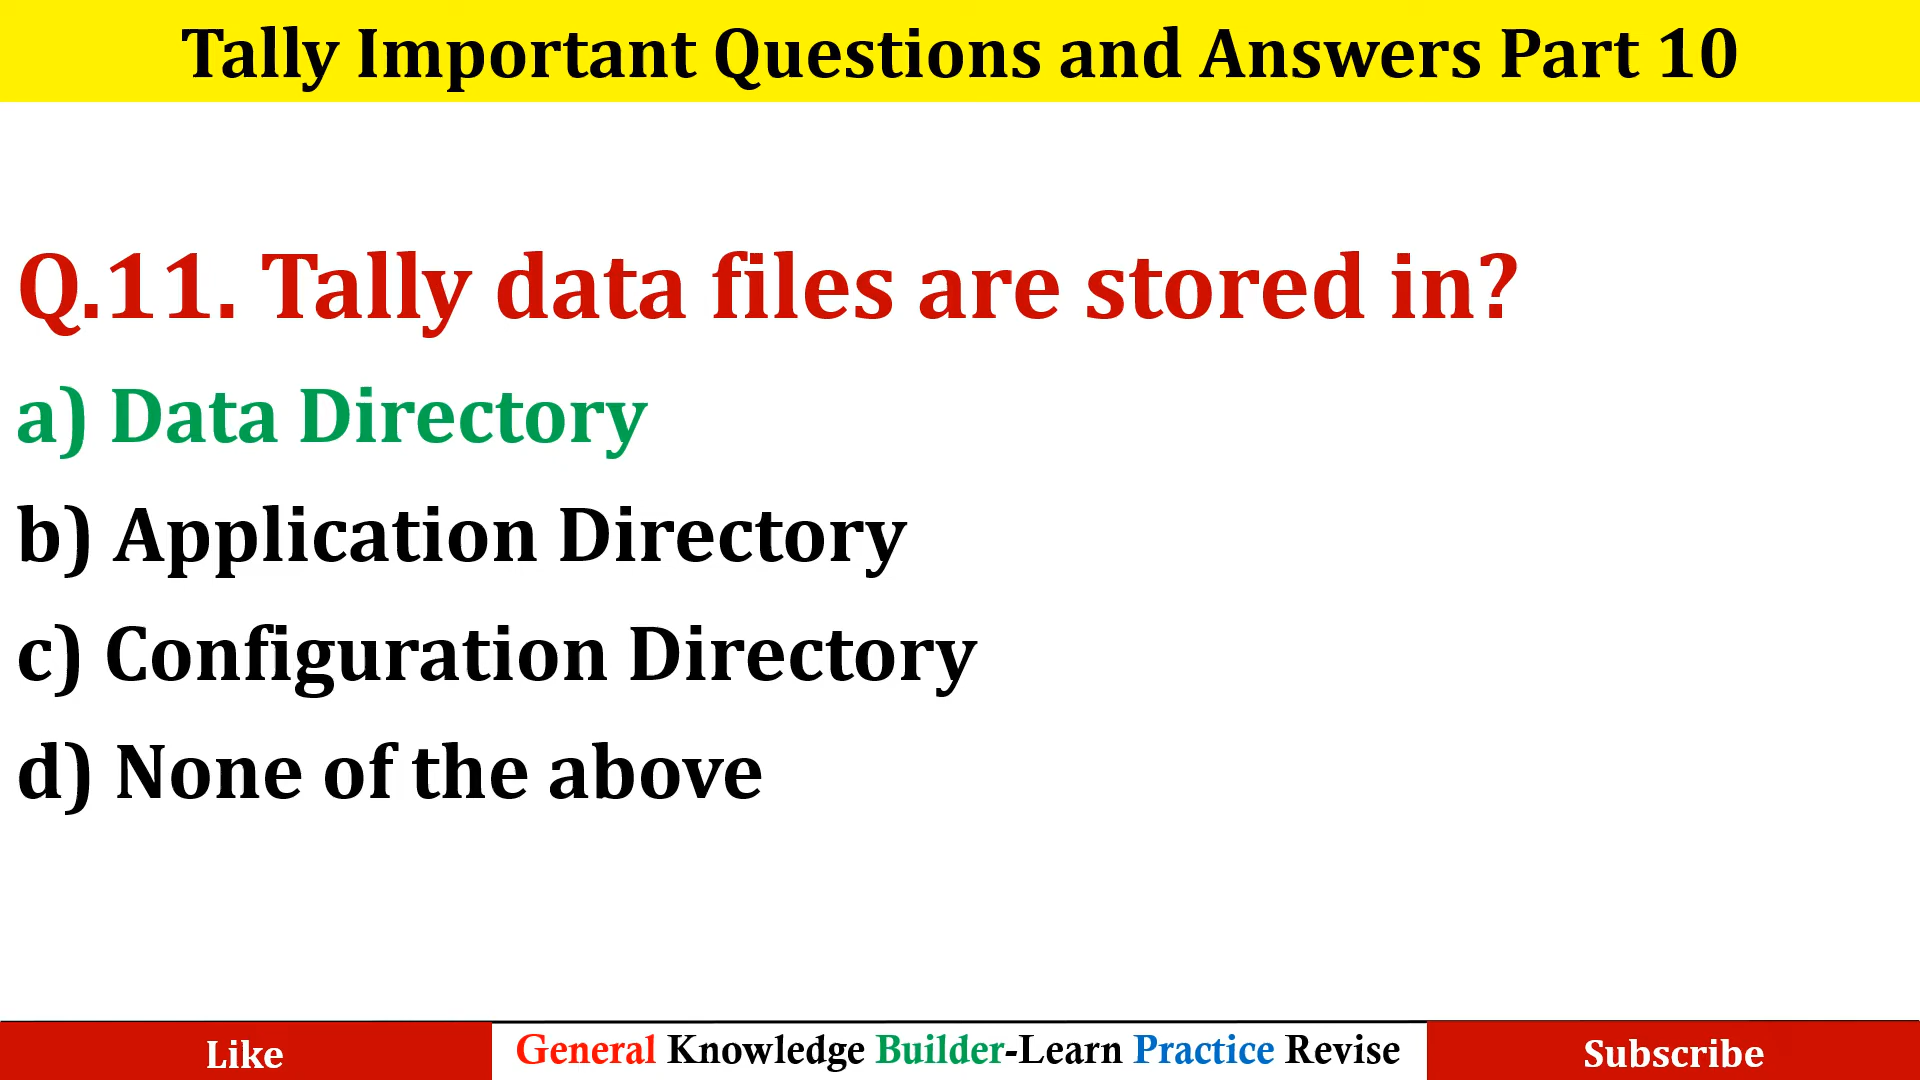 Tally Important Questions and Answers Part 10
Q.11. Tally data files are stored in?
a) Data Directory
b) Application Directory
c) Configuration Directory
d) None of the above
Like
General Knowledge Builder-Learn Practice Revise
Subscribe